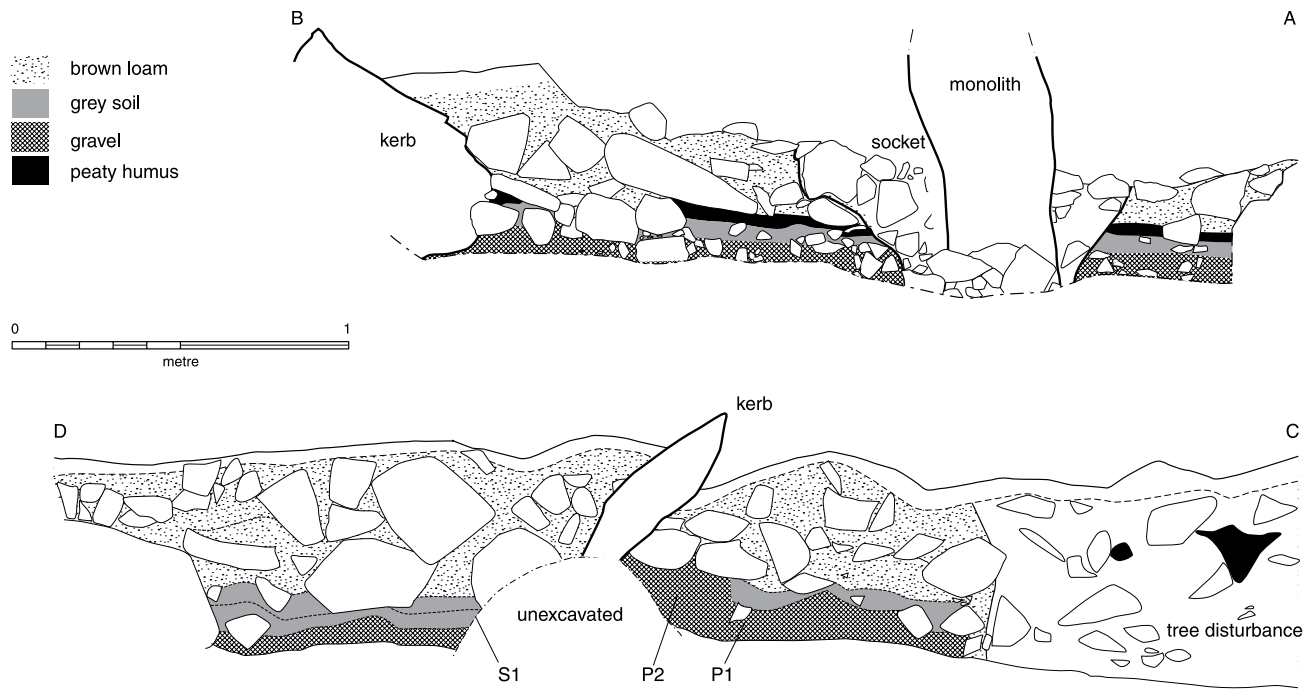 B
A
brown loam
grey soil
gravel
peaty humus
kerb
socket
monolith
0 1
metre
D
kerb
C
unexcavated
tree disturbance
S1 P2 P1